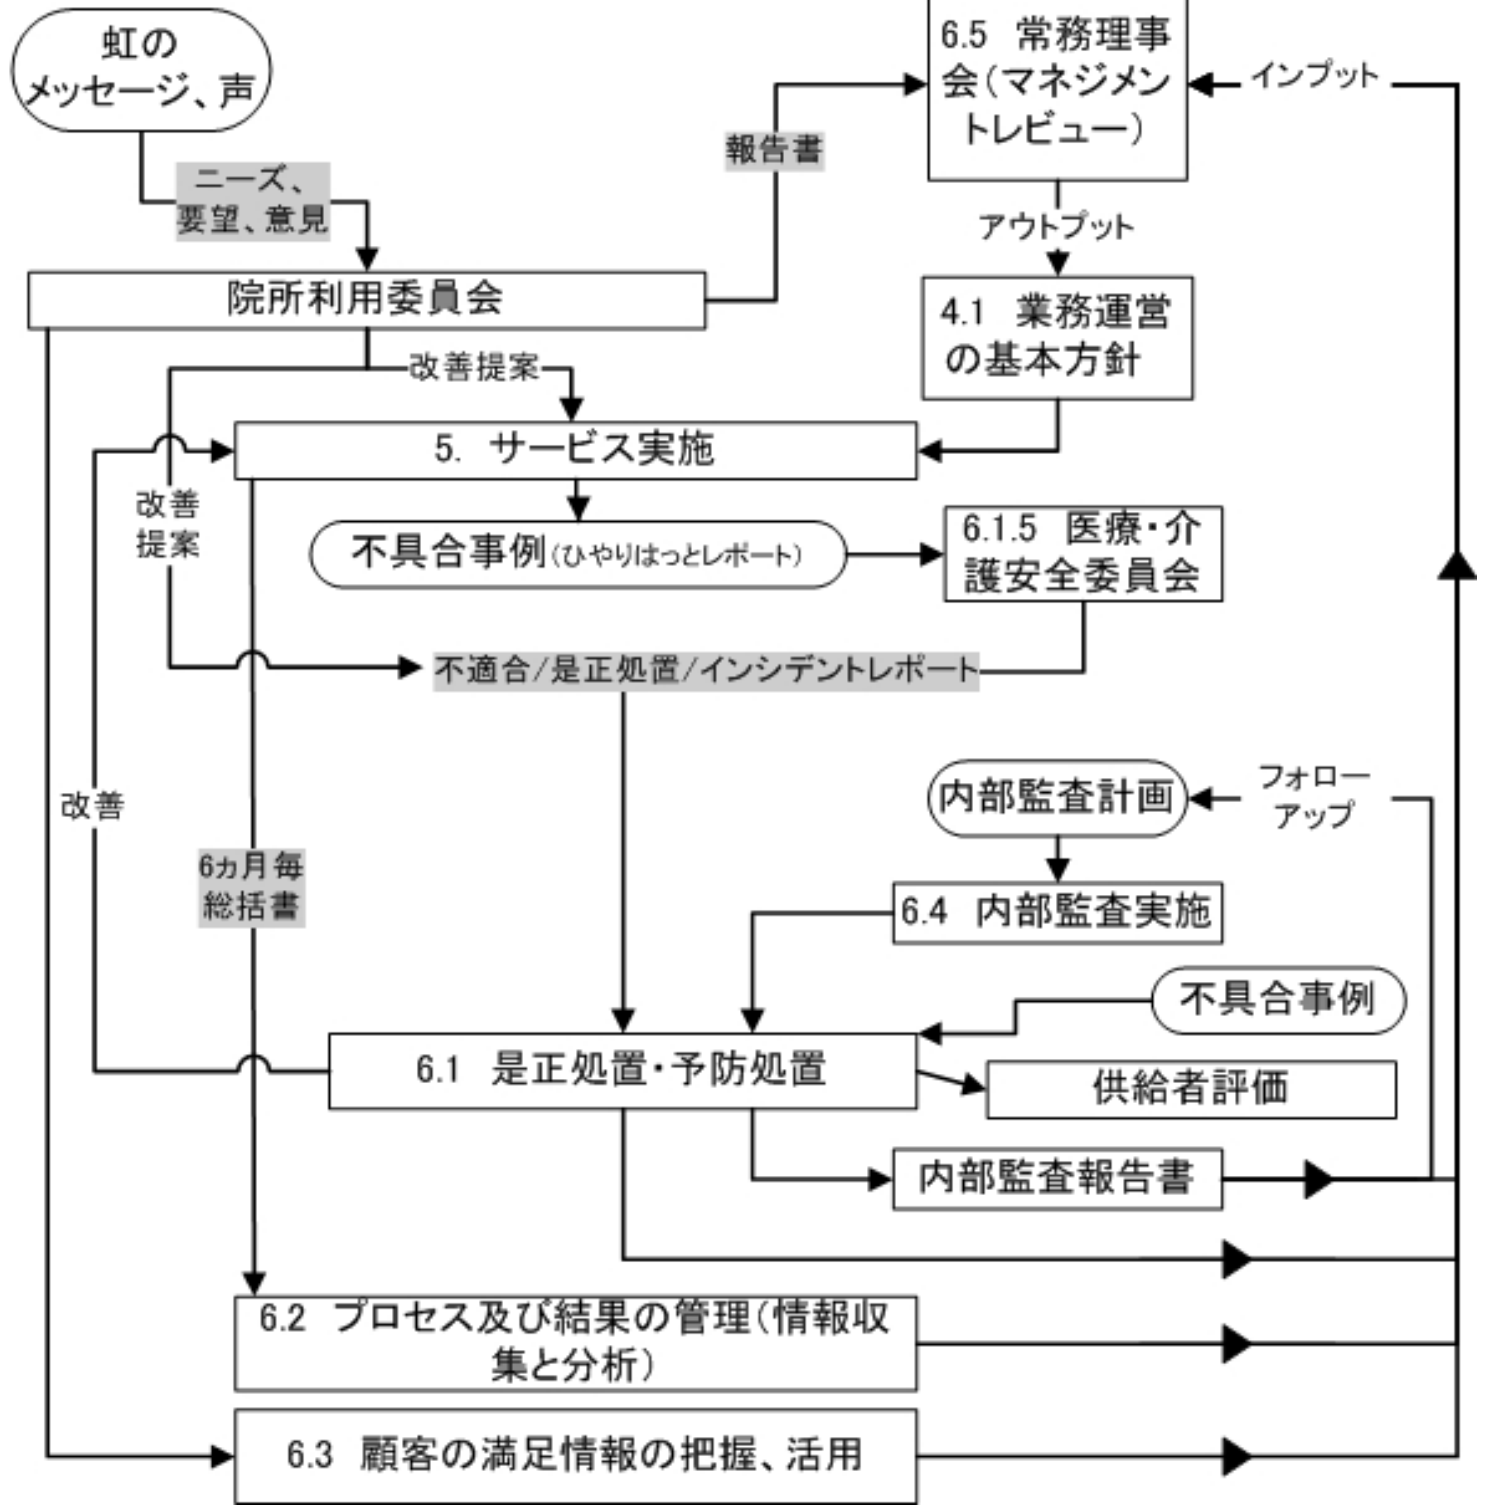 虹の
メッセージ、声
6.5 常務理事
会（マネジメン
トレビュー）
インプット
報告書
ニーズ、
要望、意見
アウトプット
院所利用委員会
4.1 業務運営
の基本方針
改善提案
5. サービス実施
改善
提案
不具合事例（ひやりはっとレポート）
6.1.5 医療・介
護安全委員会
不適合/是正処置/インシデントレポート
内部監査計画
フォロー
アップ
改善
6ヵ月毎
総括書
6.4 内部監査実施
不具合事例
6.1 是正処置・予防処置
供給者評価
内部監査報告書
6.2 プロセス及び結果の管理（情報収
集と分析）
6.3 顧客の満足情報の把握、活用